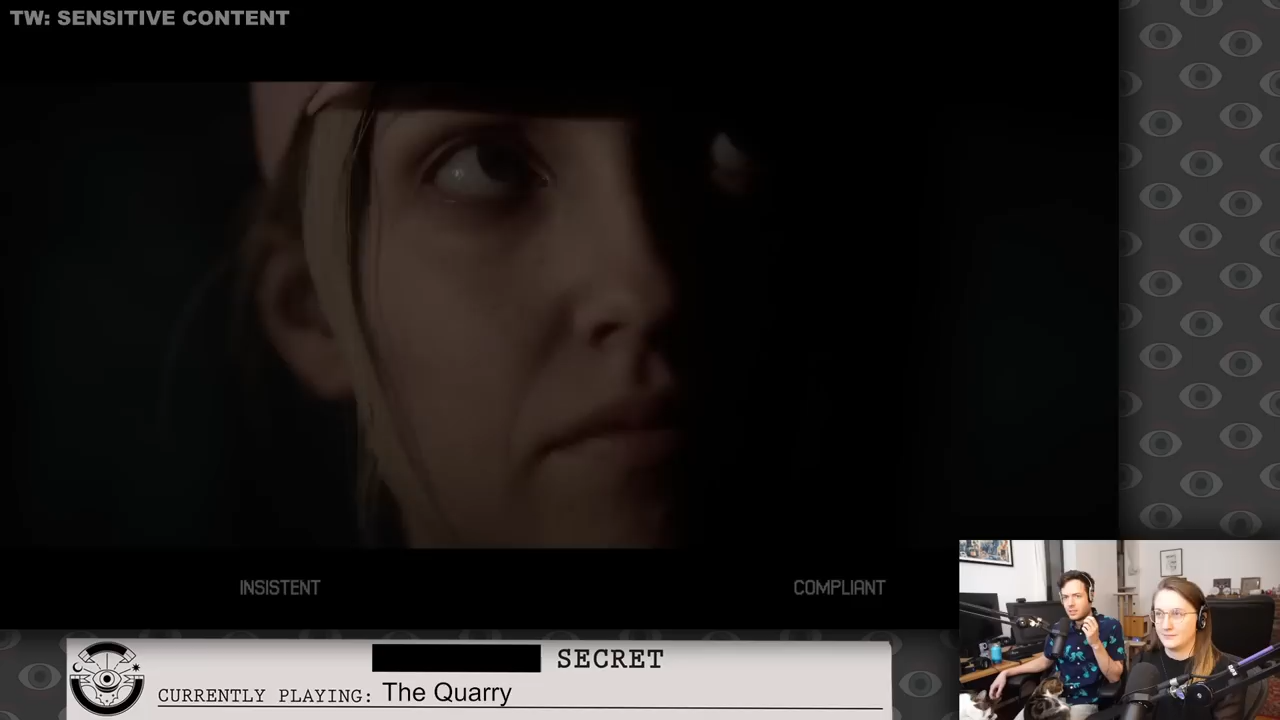 TW: SENSITIVE CONTENT
INSISTENT
COMPLIANT
SECRET
CURRENTLY PLAYING: The Quarry